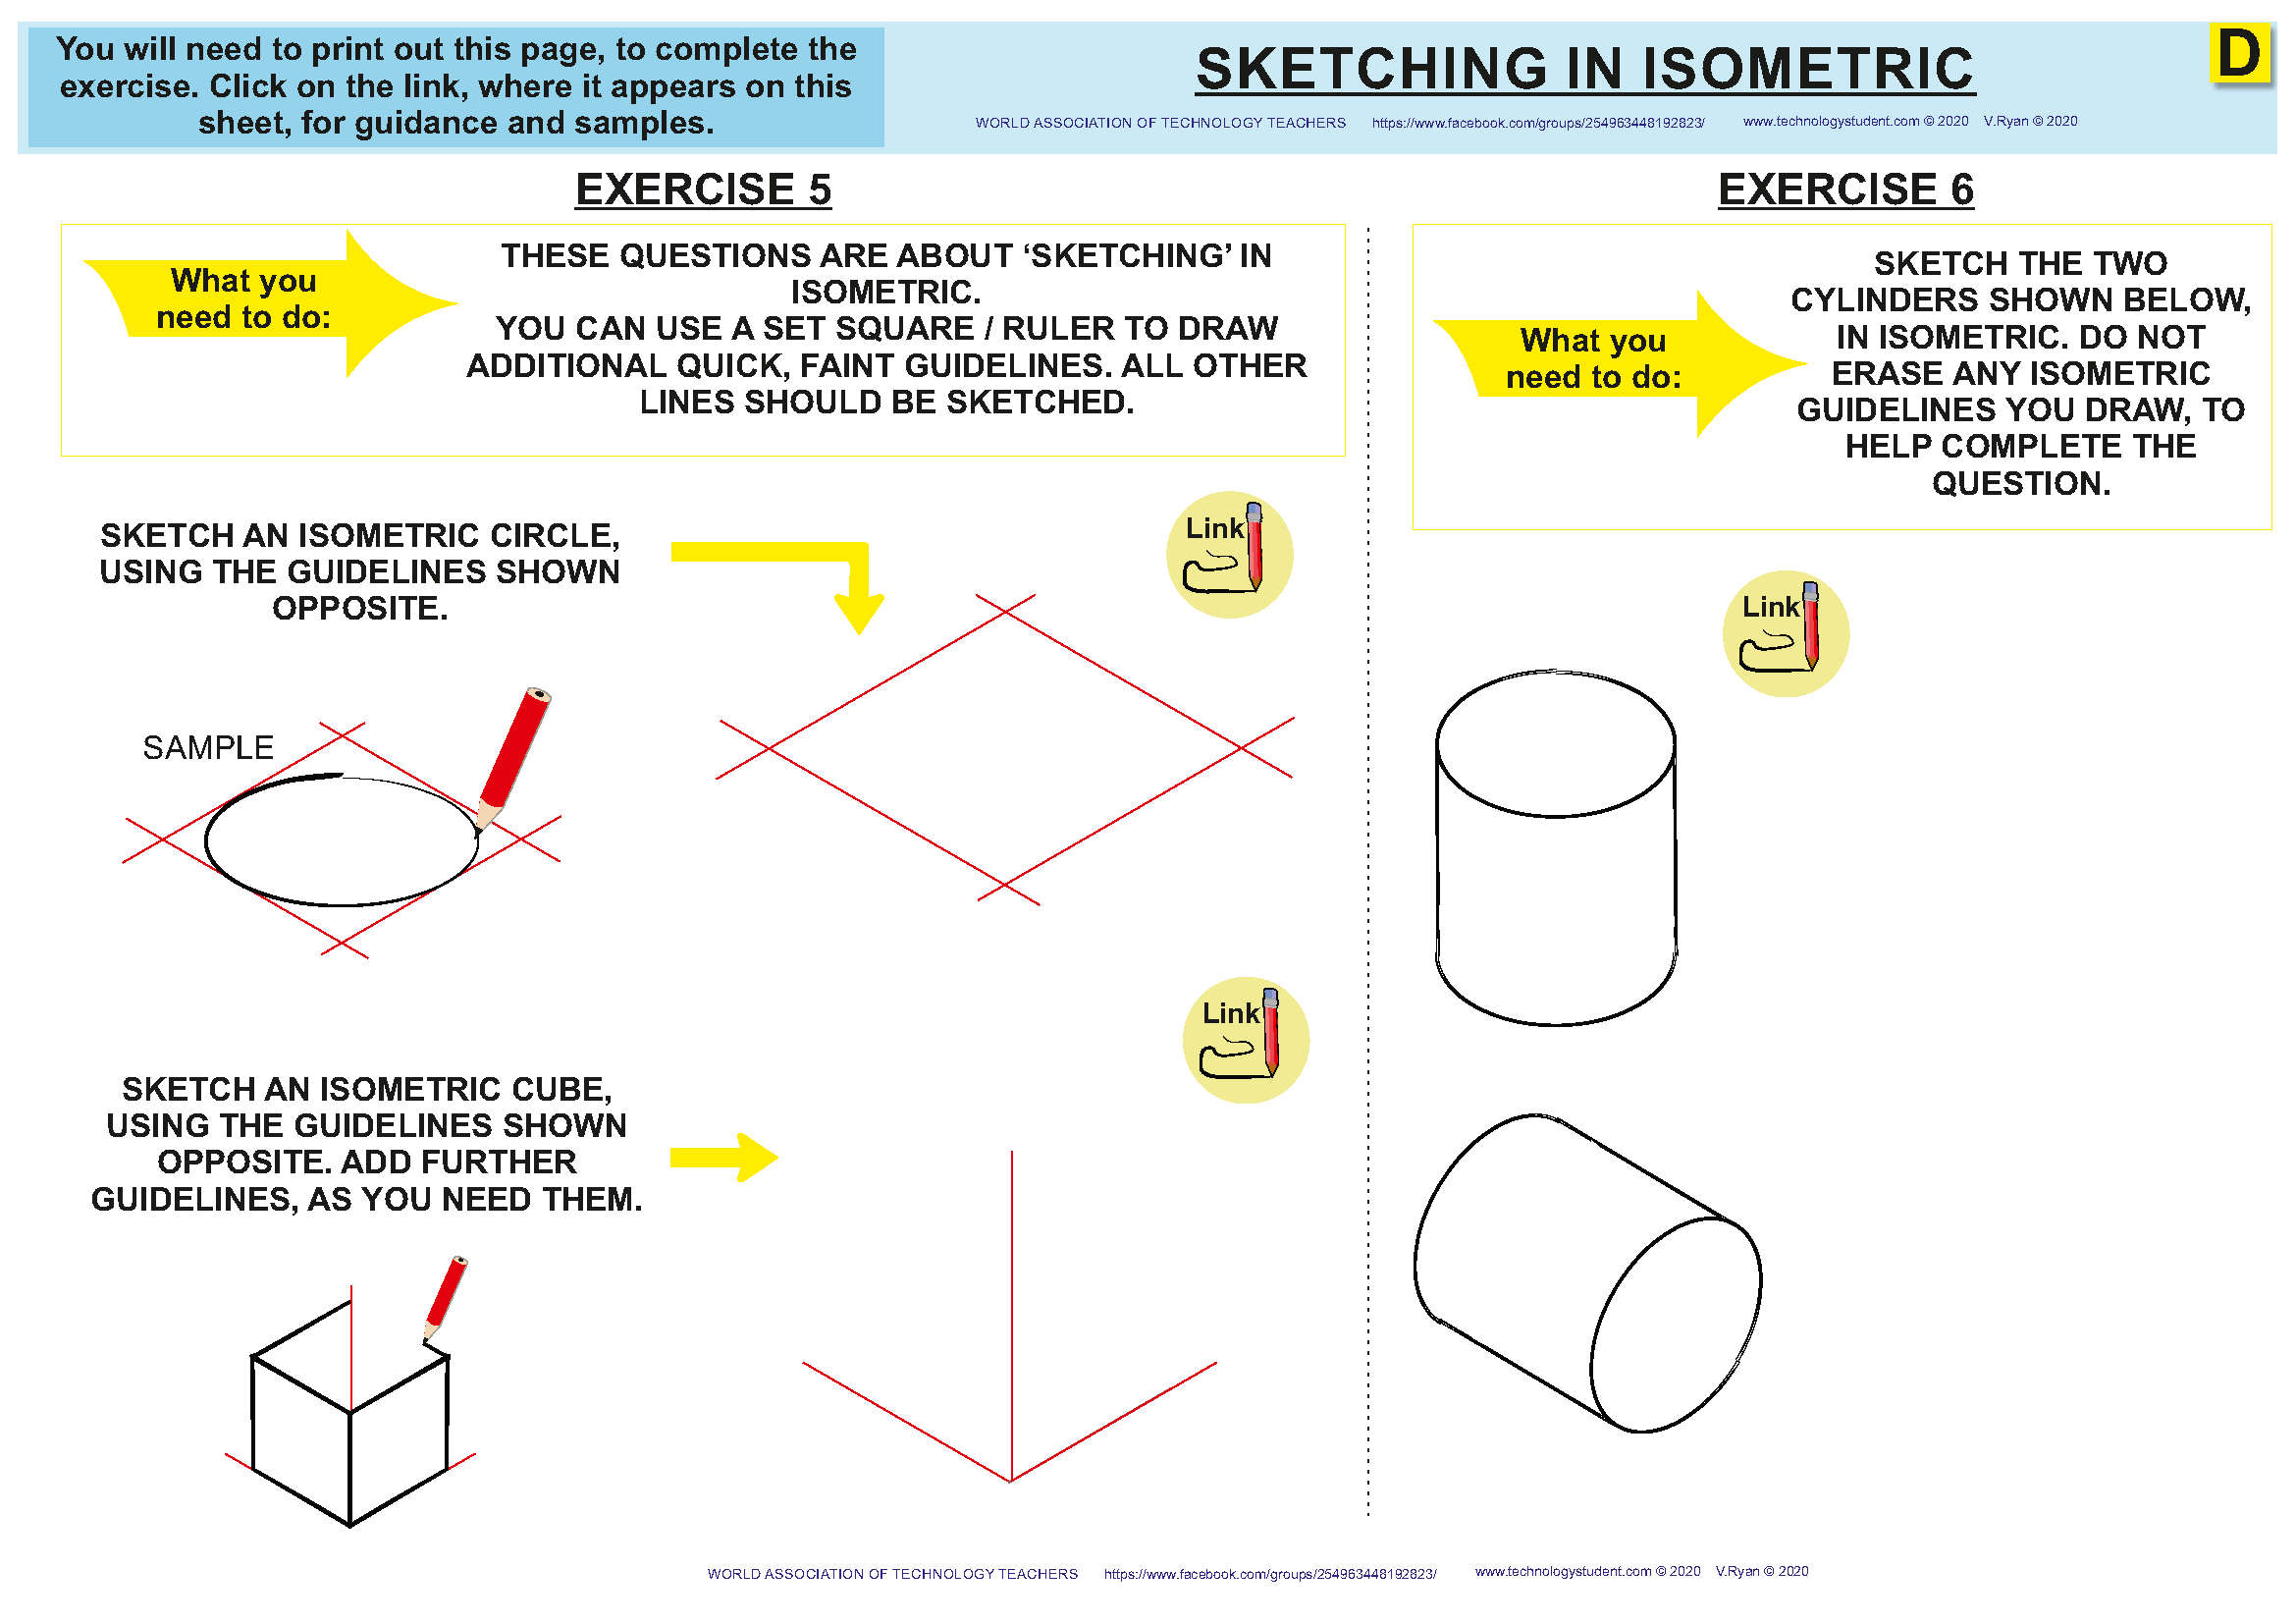 You will need to print out this page, to complete the
exercise. Click on the link, where it appears on this
sheet, for guidance and samples.
SKETCHING IN ISOMETRIC
D
WORLD ASSOCIATION OF TECHNOLOGY TEACHERS https://www.facebook.com/groups/254963448192823/ www.technologystudent.com © 2020 V.Ryan © 2020
EXERCISE 5
What you
need to do:
THESE QUESTIONS ARE ABOUT ‘SKETCHING’ IN
ISOMETRIC.
YOU CAN USE A SET SQUARE / RULER TO DRAW
ADDITIONAL QUICK, FAINT GUIDELINES. ALL OTHER
LINES SHOULD BE SKETCHED.
SKETCH AN ISOMETRIC CIRCLE,
USING THE GUIDELINES SHOWN
OPPOSITE.
Link
SAMPLE
Link
SKETCH AN ISOMETRIC CUBE,
USING THE GUIDELINES SHOWN
OPPOSITE. ADD FURTHER
GUIDELINES, AS YOU NEED THEM.
EXERCISE 6
What you
need to do:
SKETCH THE TWO
CYLINDERS SHOWN BELOW,
IN ISOMETRIC. DO NOT
ERASE ANY ISOMETRIC
GUIDELINES YOU DRAW, TO
HELP COMPLETE THE
QUESTION.
Link
WORLD ASSOCIATION OF TECHNOLOGY TEACHERS https://www.facebook.com/groups/254963448192823/ www.technologystudent.com © 2020 V.Ryan © 2020